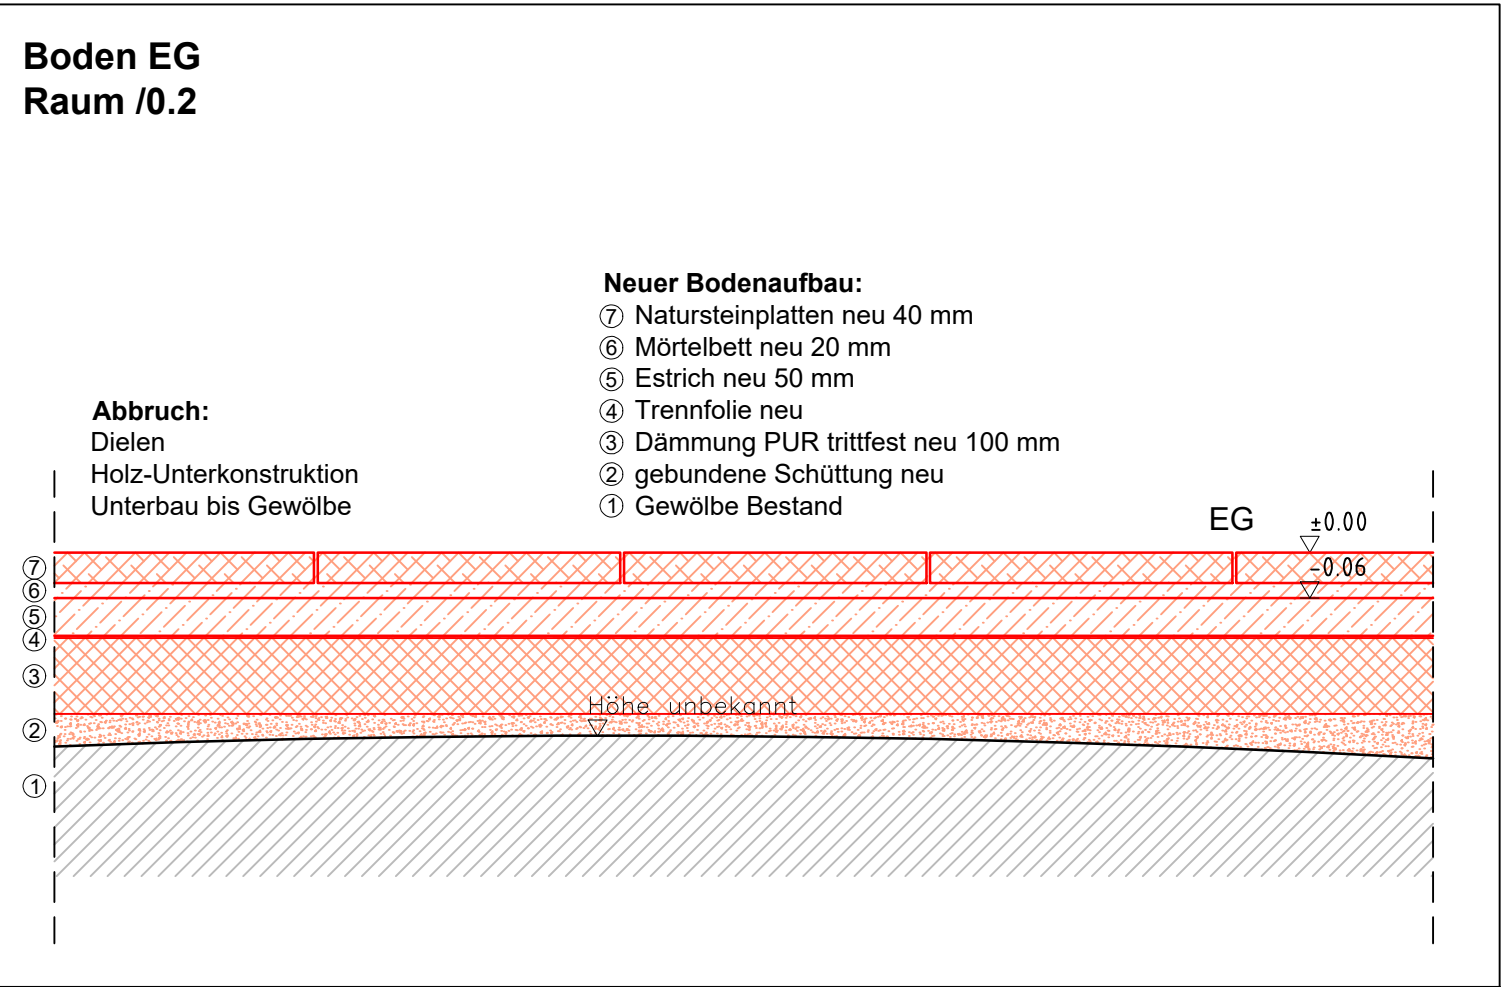 Boden EG
Raum /0.2
Neuer Bodenaufbau:
⑦ Natursteinplatten neu 40 mm
⑥ Mörtelbett neu 20 mm
⑤ Estrich neu 50 mm
④ Trennfolie neu
③ Dämmung PUR trittfest neu 100 mm
② gebundene Schüttung neu
① Gewölbe Bestand
Abbruch:
Dielen
Holz-Unterkonstruktion
Unterbau bis Gewölbe
EG ±0.00
-0.06
⑦
⑥
⑤
④
③
②
①
Höhe unbekannt